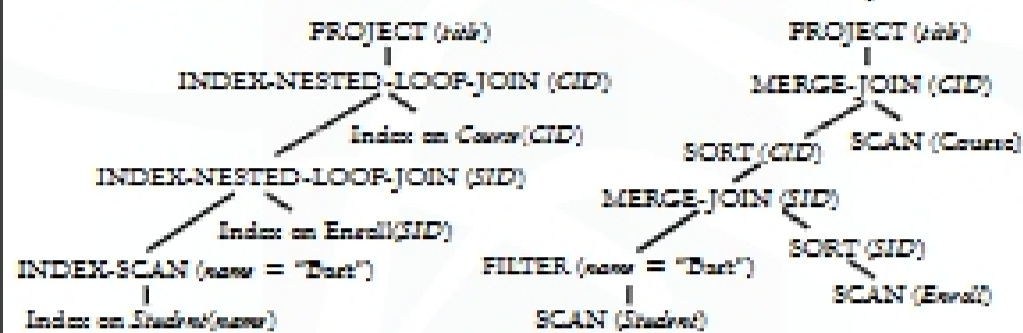 PROJECT (title)
INDEX-NESTED-LOOP-JOIN (CID)
Index on Course(CID)
INDEX-NESTED-LOOP-JOIN (SID)
Index on Enroll(SID)
INDEX-SCAN (name = "Bart")
Index on Student(name)
PROJECT (title)
MERGE-JOIN (CID)
SORT (CID)
SCAN (Course)
MERGE-JOIN (SID)
SORT (SID)
FILTER (name = "Bart")
SCAN (Enroll)
SCAN (Student)